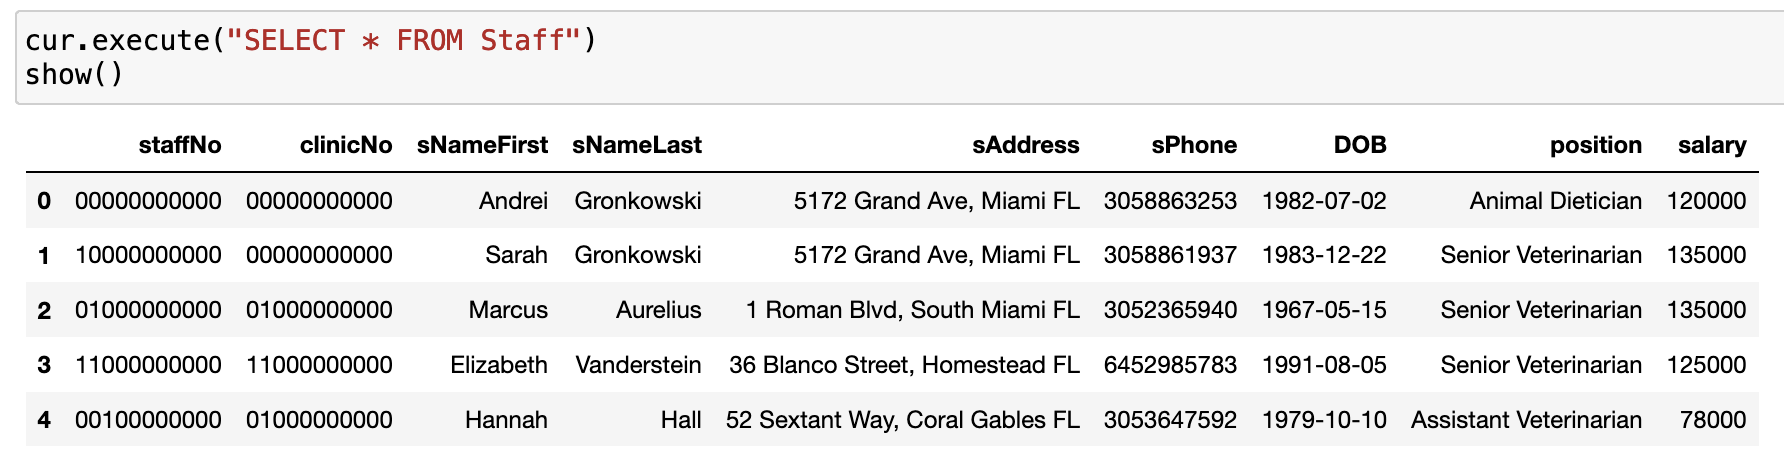 cur.execute("SELECT * FROM Staff")
show()
staffNo clinicNo sNameFirst sNameLast sAddress sPhone DOB position salary
0 00000000000 00000000000 Andrei Gronkowski 5172 Grand Ave, Miami FL 3058863253 1982-07-02 Animal Dietician 120000
1 10000000000 00000000000 Sarah Gronkowski 5172 Grand Ave, Miami FL 3058861937 1983-12-22 Senior Veterinarian 135000
2 01000000000 01000000000 Marcus Aurelius 1 Roman Blvd, South Miami FL 3052365940 1967-05-15 Senior Veterinarian 135000
3 11000000000 11000000000 Elizabeth Vanderstein 36 Blanco Street, Homestead FL 6452985783 1991-08-05 Senior Veterinarian 125000
4 00100000000 01000000000 Hannah Hall 52 Sextant Way, Coral Gables FL 3053647592 1979-10-10 Assistant Veterinarian 78000